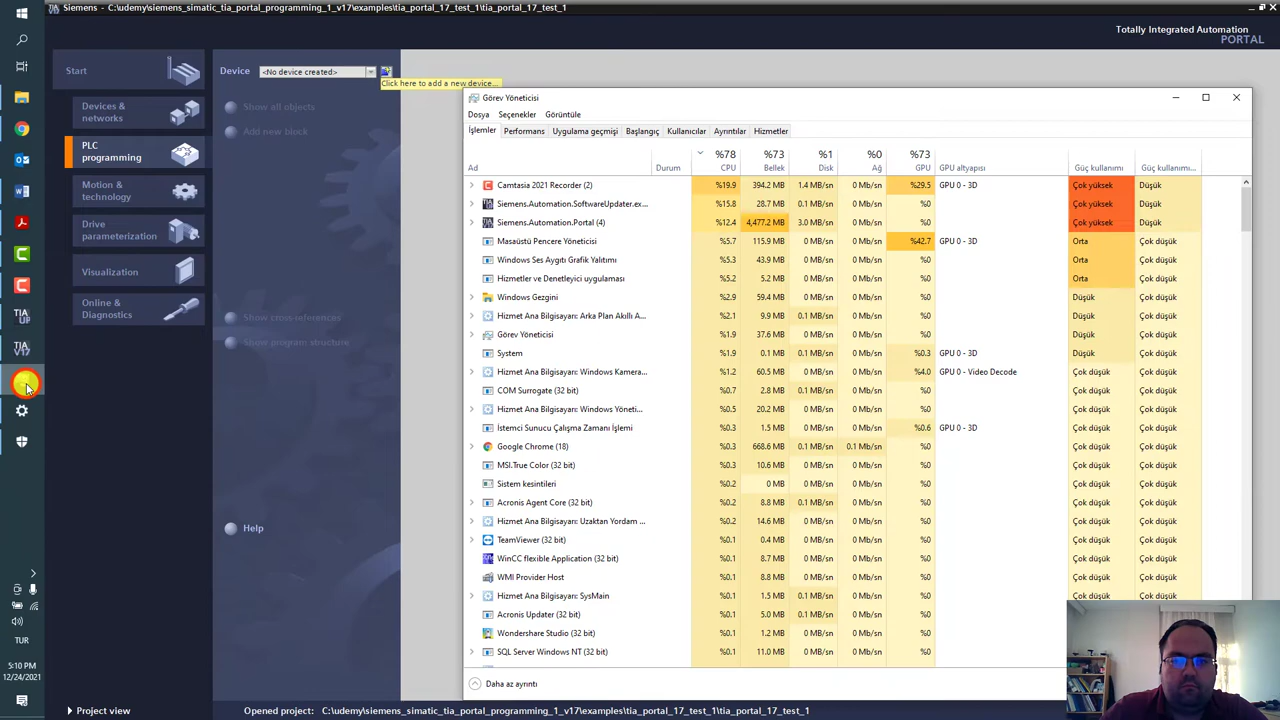 Siemens - C:\udemy\siemens_simatic_tia_portal_programming_1_v17\examples\tia_portal_17_test_1\tia_portal_17_test_1
Totally Integrated Automation
PORTAL
Start
Devices &
networks
PLC
programming
Motion &
technology
Drive
parameterization
Visualization
Online &
Diagnostics
Device <No device created>
Click here to add a new device...
Show all objects
Add new block
Show cross-references
Show program structure
Help
Görev Yöneticisi
Dosya Seçenekler Görüntüle
İşlemler Performans Uygulama geçmişi Başlangıç Kullanıcılar Ayrıntılar Hizmetler
%78 %73 %1 %0 %73
Ad Durum CPU Bellek Disk Ağ GPU GPU altyapısı Güç kullanımı Güç kullanımı...
Camtasia 2021 Recorder (2) %19.9 394.2 MB 1.4 MB/sn 0 Mb/sn %29.5 GPU 0 - 3D Çok yüksek Düşük
Siemens.Automation.SoftwareUpdater.ex... %15.8 28.7 MB 0.1 MB/sn 0 Mb/sn %0 Çok yüksek Düşük
Siemens.Automation.Portal (4) %12.4 4,477.2 MB 3.0 MB/sn 0 Mb/sn %0 Çok yüksek Düşük
Masaüstü Pencere Yöneticisi %5.7 115.9 MB 0 MB/sn 0 Mb/sn %42.7 GPU 0 - 3D Orta Çok düşük
Windows Ses Aygıtı Grafik Yalıtımı %5.3 43.9 MB 0 MB/sn 0 Mb/sn %0 Orta Çok düşük
Hizmetler ve Denetleyici uygulaması %5.2 5.2 MB 0 MB/sn 0 Mb/sn %0 Orta Çok düşük
Windows Gezgini %2.9 59.4 MB 0 MB/sn 0 Mb/sn %0 Düşük Çok düşük
Hizmet Ana Bilgisayarı: Arka Plan Akıllı A... %2.1 9.9 MB 0.1 MB/sn 0 Mb/sn %0 Düşük Çok düşük
Görev Yöneticisi %1.9 37.6 MB 0 MB/sn 0 Mb/sn %0 Düşük Çok düşük
System %1.9 0.1 MB 0.1 MB/sn 0 Mb/sn %0.3 GPU 0 - 3D Düşük Çok düşük
Hizmet Ana Bilgisayarı: Windows Kamera... %1.2 60.5 MB 0 MB/sn 0 Mb/sn %4.0 GPU 0 - Video Decode Çok düşük Çok düşük
COM Surrogate (32 bit) %0.7 2.8 MB 0.1 MB/sn 0 Mb/sn %0 Çok düşük Çok düşük
Hizmet Ana Bilgisayarı: Windows Yöneti... %0.5 20.2 MB 0 MB/sn 0 Mb/sn %0 Çok düşük Çok düşük
İstemci Sunucu Çalışma Zamanı İşlemi %0.3 1.5 MB 0 MB/sn 0 Mb/sn %0.6 GPU 0 - 3D Çok düşük Çok düşük
Google Chrome (18) %0.3 668.6 MB 0.1 MB/sn 0.1 Mb/sn %0 Çok düşük Çok düşük
MSI.True Color (32 bit) %0.3 10.6 MB 0 MB/sn 0 Mb/sn %0 Çok düşük Çok düşük
Sistem kesintileri %0.2 0 MB 0 MB/sn 0 Mb/sn %0 Çok düşük Çok düşük
Acronis Agent Core (32 bit) %0.2 8.8 MB 0.1 MB/sn 0 Mb/sn %0 Çok düşük Çok düşük
Hizmet Ana Bilgisayarı: Uzaktan Yordam ... %0.2 14.6 MB 0 MB/sn 0 Mb/sn %0 Çok düşük Çok düşük
TeamViewer (32 bit) %0.1 4.0 MB 0 MB/sn 0 Mb/sn %0 Çok düşük Çok düşük
WinCC flexible Application (32 bit) %0.1 8.7 MB 0 MB/sn 0 Mb/sn %0 Çok düşük Çok düşük
WMI Provider Host %0.1 8.8 MB 0 MB/sn 0 Mb/sn %0 Çok düşük Çok düşük
Hizmet Ana Bilgisayarı: SysMain %0.1 1.5 MB 0.1 MB/sn 0 Mb/sn %0 Çok düşük Çok düşük
Acronis Updater (32 bit) %0.1 5.0 MB 0.1 MB/sn 0 Mb/sn %0
Wondershare Studio (32 bit) %0.1 1.2 MB 0 MB/sn 0 Mb/sn %0
SQL Server Windows NT (32 bit) %0.1 11.0 MB 0 MB/sn 0 Mb/sn %0
Daha az ayrıntı
TUR
5:10 PM
12/24/2021
Project view
Opened project: C:\udemy\siemens_simatic_tia_portal_programming_1_v17\examples\tia_portal_17_test_1\tia_portal_17_test_1